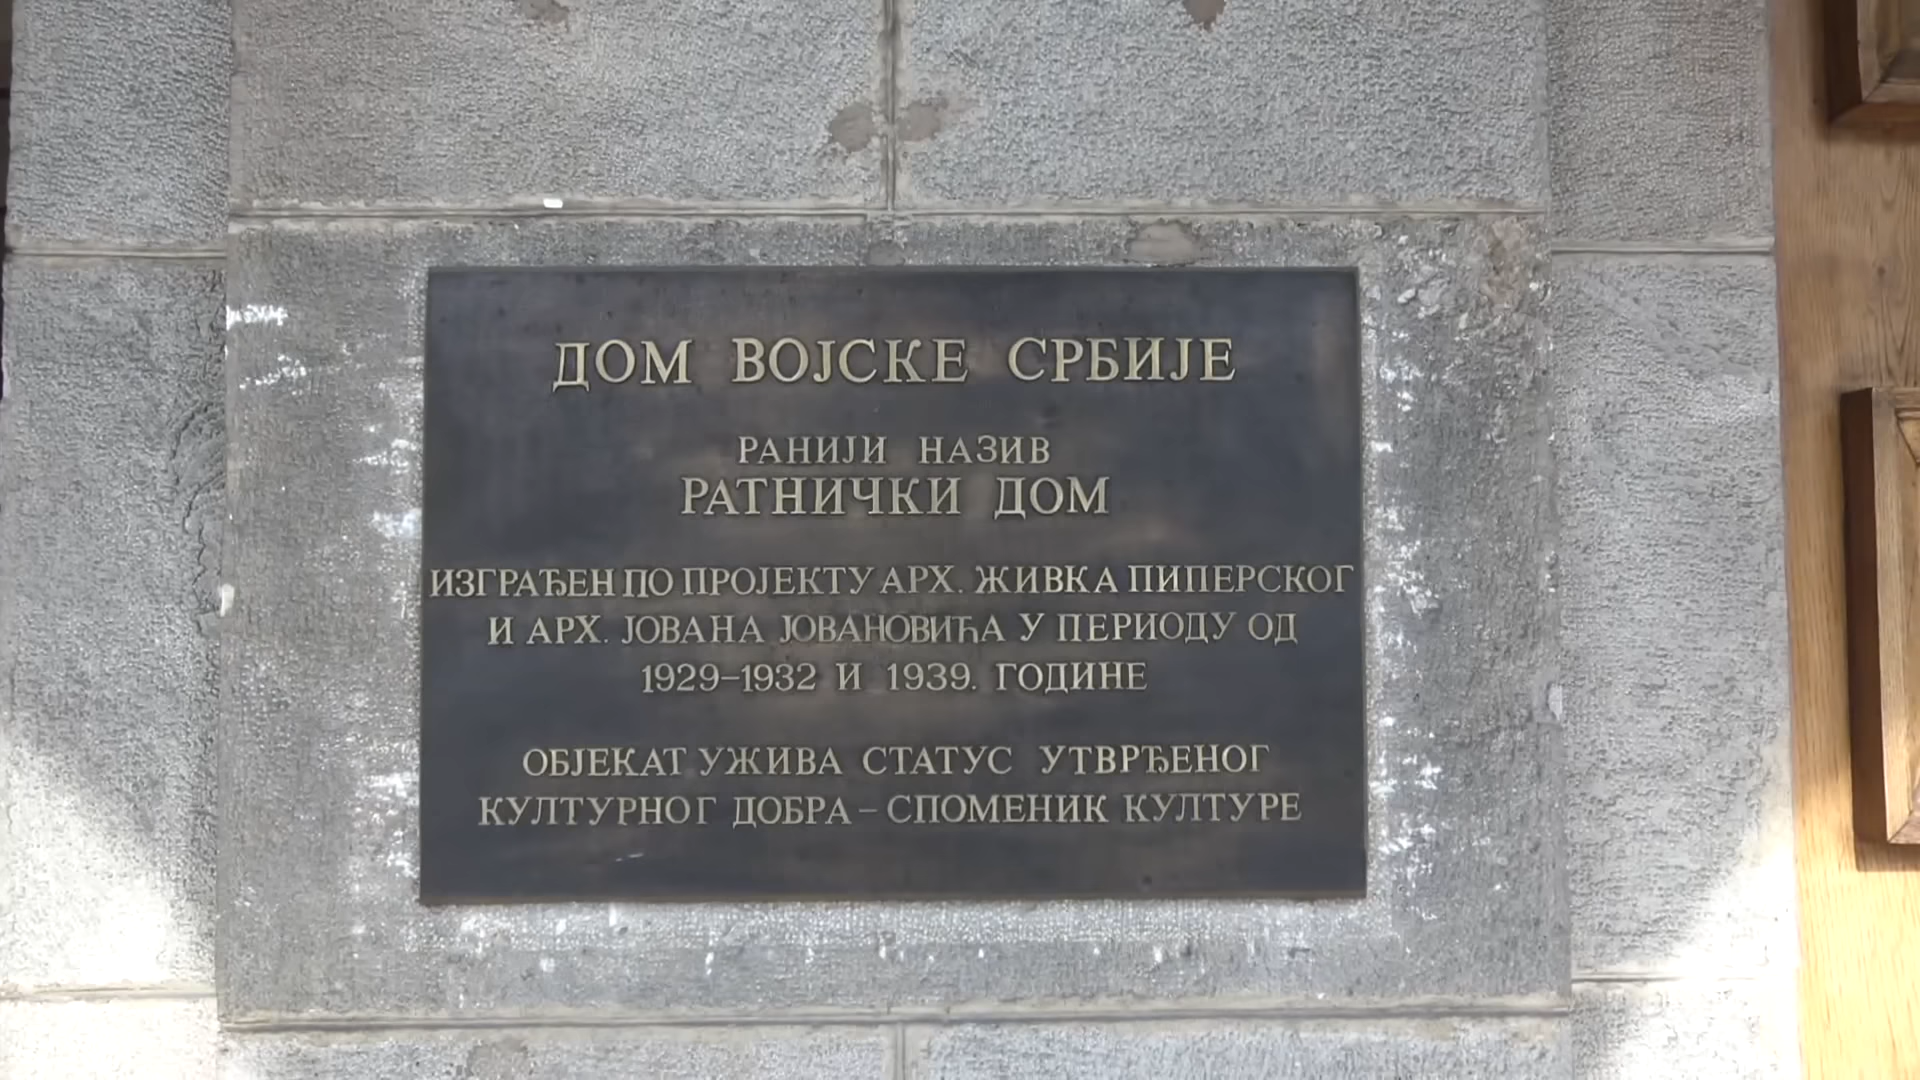 ДОМ ВОЈСКЕ СРБИЈЕ
РАНИЈИ НАЗИВ
РАТНИЧКИ ДОМ
ИЗГРАЂЕН ПО ПРОЈЕКТУ АРХ. ЖИВКА ПИПЕРСКОГ
И АРХ. ЈОВАНА ЈОВАНОВИЋА У ПЕРИОДУ ОД
1929–1932 И 1939. ГОДИНЕ
ОБЈЕКАТ УЖИВА СТАТУС УТВРЂЕНОГ
КУЛТУРНОГ ДОБРА – СПОМЕНИК КУЛТУРЕ